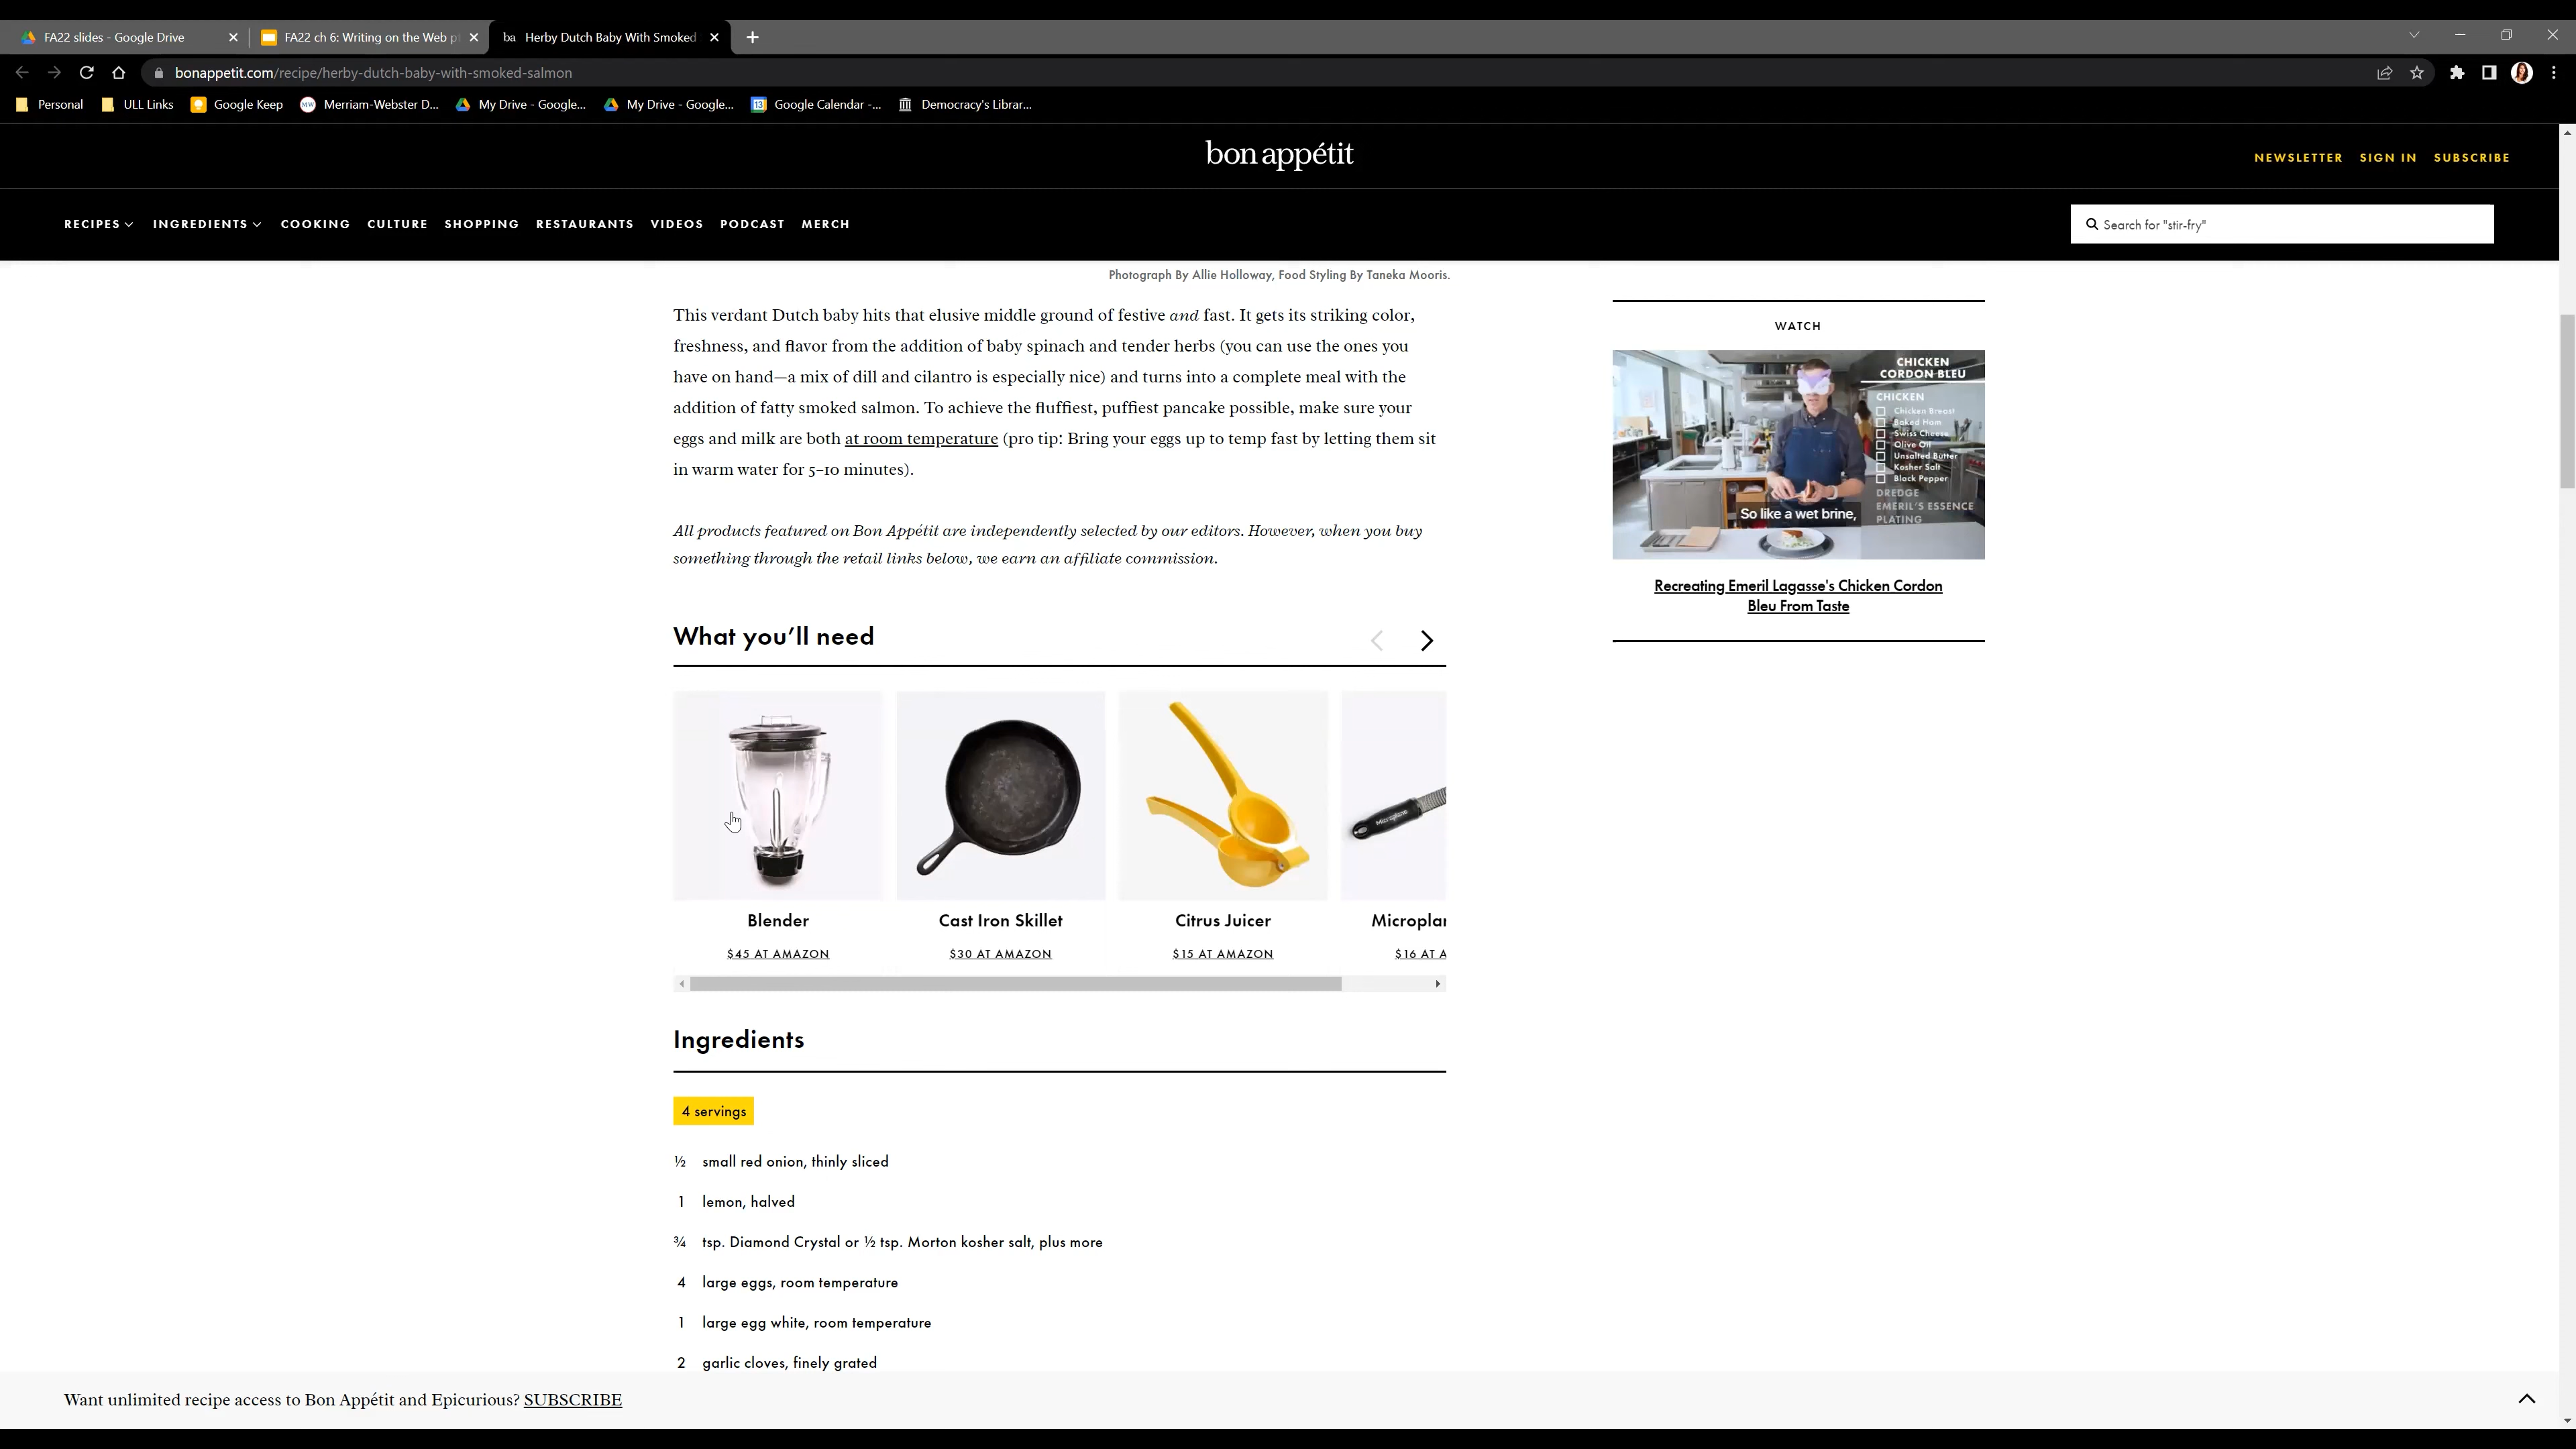 FA22 slides - Google Drive
FA22 ch 6: Writing on the Web p
Herby Dutch Baby With Smoked
bonappetit.com/recipe/herby-dutch-baby-with-smoked-salmon
Personal
ULL Links
Google Keep
Merriam-Webster D...
My Drive - Google...
My Drive - Google...
Google Calendar -...
Democracy's Librar...
bon appétit
NEWSLETTER SIGN IN SUBSCRIBE
RECIPES INGREDIENTS COOKING CULTURE SHOPPING RESTAURANTS VIDEOS PODCAST MERCH
Search for "stir-fry"
Photograph By Allie Holloway, Food Styling By Taneka Mooris.
This verdant Dutch baby hits that elusive middle ground of festive and fast. It gets its striking color,
freshness, and flavor from the addition of baby spinach and tender herbs (you can use the ones you
have on hand—a mix of dill and cilantro is especially nice) and turns into a complete meal with the
addition of fatty smoked salmon. To achieve the fluffiest, puffiest pancake possible, make sure your
eggs and milk are both at room temperature (pro tip: Bring your eggs up to temp fast by letting them sit
in warm water for 5–10 minutes).
All products featured on Bon Appétit are independently selected by our editors. However, when you buy
something through the retail links below, we earn an affiliate commission.
WATCH
CHICKEN
CORDON BLEU
CHICKEN
Chicken Breast
Baked Ham
Swiss Cheese
Olive Oil
Unsalted Butter
Kosher Salt
Black Pepper
DREDGE
EMERIL'S ESSENCE
PLATING
So like a wet brine,
Recreating Emeril Lagasse's Chicken Cordon
Bleu From Taste
What you'll need
Microplane
Blender
Cast Iron Skillet
Citrus Juicer
Microplan
$45 AT AMAZON
$30 AT AMAZON
$15 AT AMAZON
$16 AT A
Ingredients
4 servings
½ small red onion, thinly sliced
1 lemon, halved
¾ tsp. Diamond Crystal or ½ tsp. Morton kosher salt, plus more
4 large eggs, room temperature
1 large egg white, room temperature
2 garlic cloves, finely grated
Want unlimited recipe access to Bon Appétit and Epicurious? SUBSCRIBE